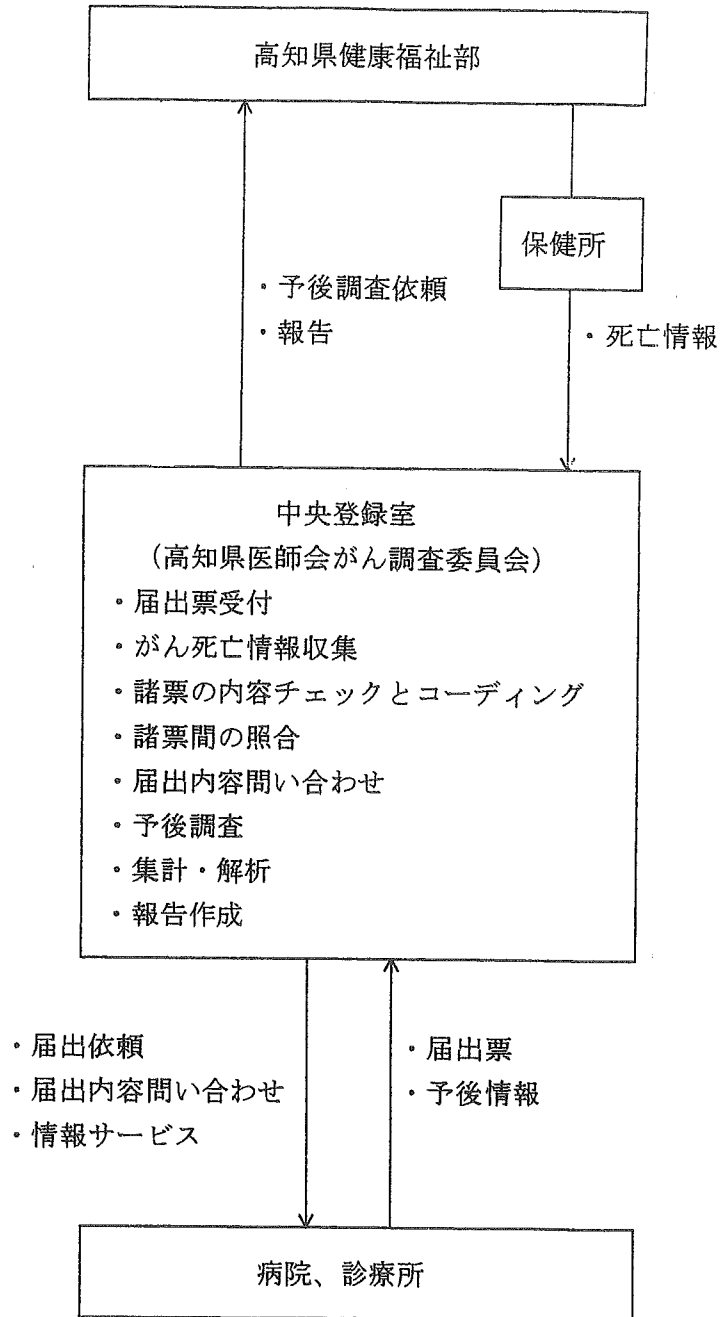 高知県健康福祉部
保健所
・予後調査依頼
・報告
・死亡情報
中央登録室
（高知県医師会がん調査委員会）
・届出票受付
・がん死亡情報収集
・諸票の内容チェックとコーディング
・諸票間の照合
・届出内容問い合わせ
・予後調査
・集計・解析
・報告作成
・届出依頼
・届出内容問い合わせ
・情報サービス
・届出票
・予後情報
病院、診療所